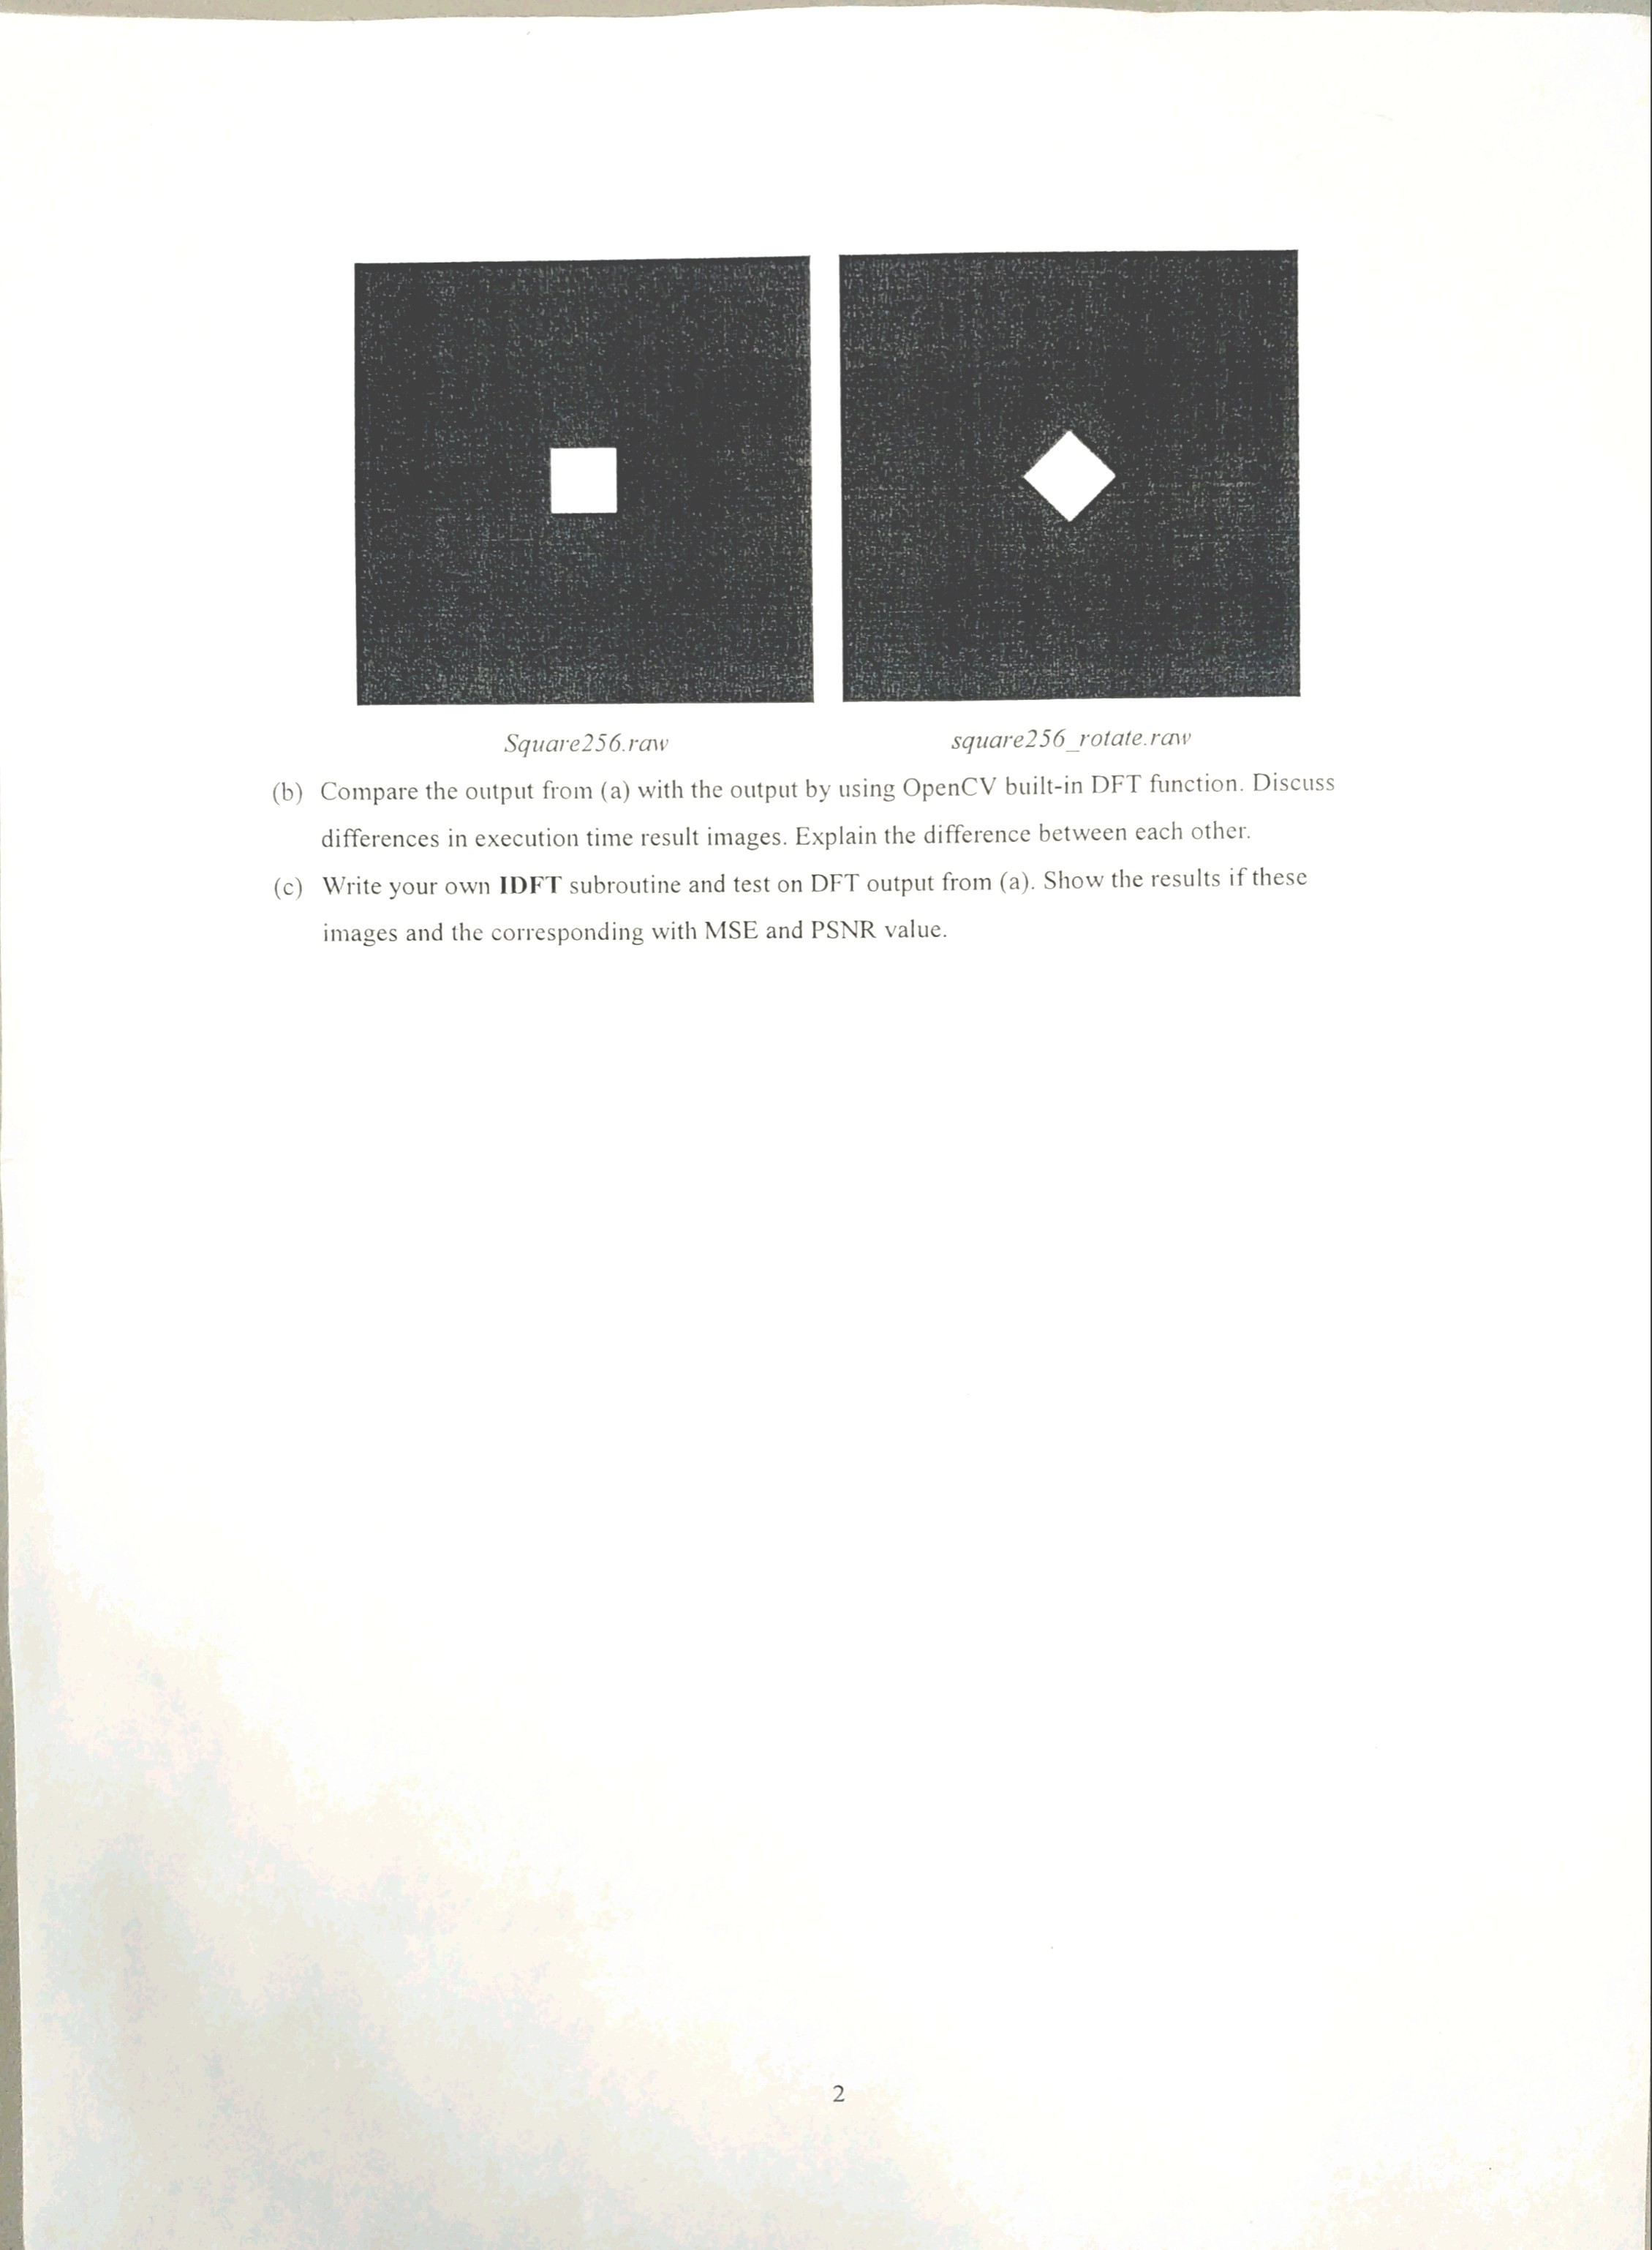 Square256.raw
square256_rotate.raw
(b) Compare the output from (a) with the output by using OpenCV built-in DFT function. Discuss
differences in execution time result images. Explain the difference between each other.
(c) Write your own IDFT subroutine and test on DFT output from (a). Show the results if these
images and the corresponding with MSE and PSNR value.
2